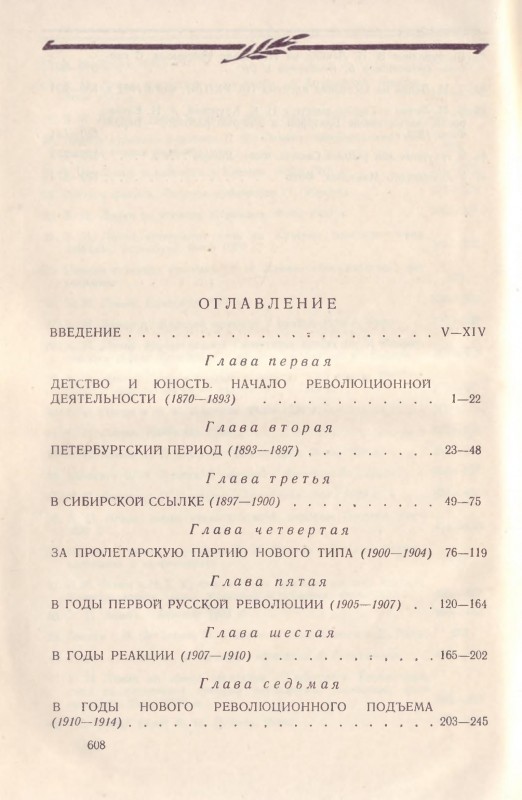 ОГЛАВЛЕНИЕ
ВВЕДЕНИЕ . . . . . . . . . . . . . . . . . . . . . V—XIV
Глава первая
ДЕТСТВО И ЮНОСТЬ. НАЧАЛО РЕВОЛЮЦИОННОЙ
ДЕЯТЕЛЬНОСТИ (1870—1893) . . . . . . . . . . . . 1—22
Глава вторая
ПЕТЕРБУРГСКИЙ ПЕРИОД (1893—1897) . . . . . . . . . 23—48
Глава третья
В СИБИРСКОЙ ССЫЛКЕ (1897—1900) . . . . . . . . . . 49—75
Глава четвертая
ЗА ПРОЛЕТАРСКУЮ ПАРТИЮ НОВОГО ТИПА (1900—1904) 76—119
Глава пятая
В ГОДЫ ПЕРВОЙ РУССКОЙ РЕВОЛЮЦИИ (1905—1907) . . 120—164
Глава шестая
В ГОДЫ РЕАКЦИИ (1907—1910) . . . . . . . . . . . . 165—202
Глава седьмая
В ГОДЫ НОВОГО РЕВОЛЮЦИОННОГО ПОДЪЕМА
(1910—1914) . . . . . . . . . . . . . . . . . . . . . 203—245
608